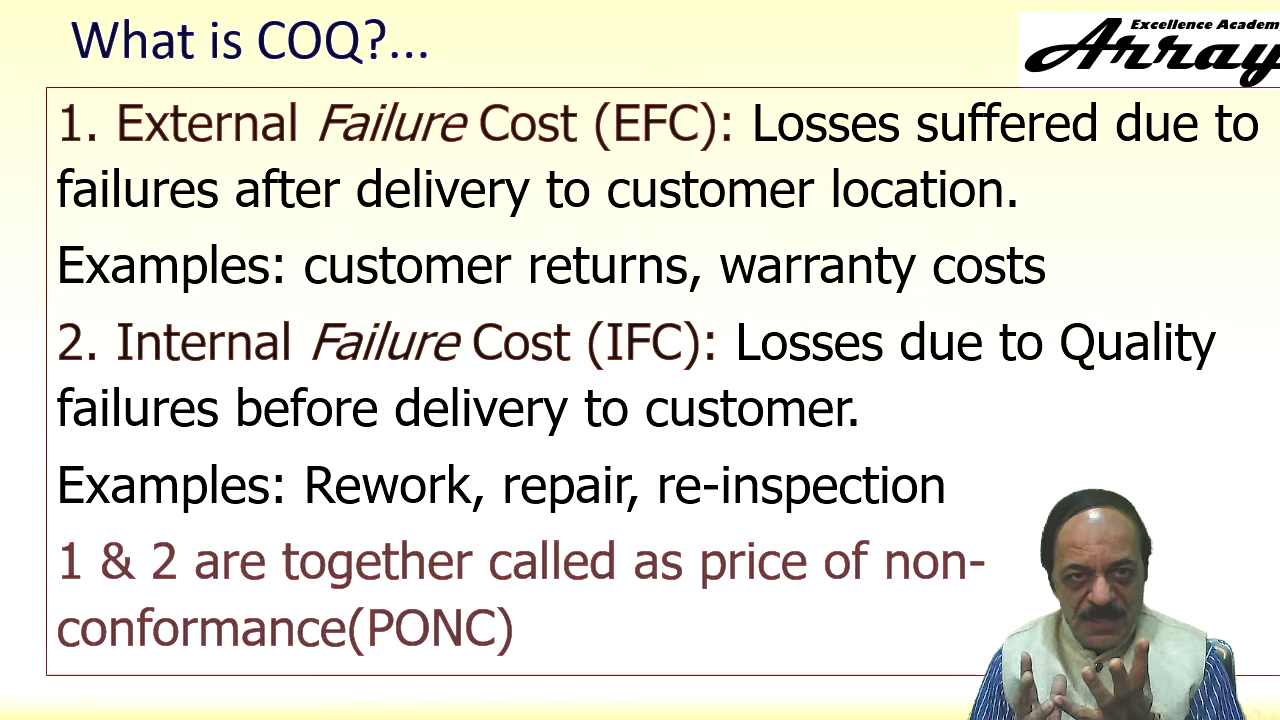 What is COQ?...
Excellence Academ
Array
1. External Failure Cost (EFC): Losses suffered due to
failures after delivery to customer location.
Examples: customer returns, warranty costs
2. Internal Failure Cost (IFC): Losses due to Quality
failures before delivery to customer.
Examples: Rework, repair, re-inspection
1 & 2 are together called as price of non-
conformance(PONC)